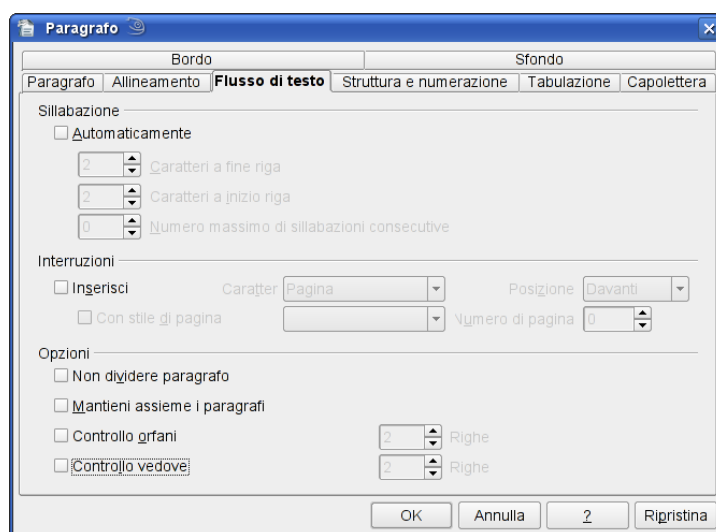 Paragrafo
Bordo Sfondo
Paragrafo Allineamento Flusso di testo Struttura e numerazione Tabulazione Capolettera
Sillabazione
Automaticamente
2 Caratteri a fine riga
2 Caratteri a inizio riga
0 Numero massimo di sillabazioni consecutive
Interruzioni
Inserisci Caratter Pagina Posizione Davanti
Con stile di pagina Numero di pagina 0
Opzioni
Non dividere paragrafo
Mantieni assieme i paragrafi
Controllo orfani 2 Righe
Controllo vedove 2 Righe
OK Annulla ? Ripristina